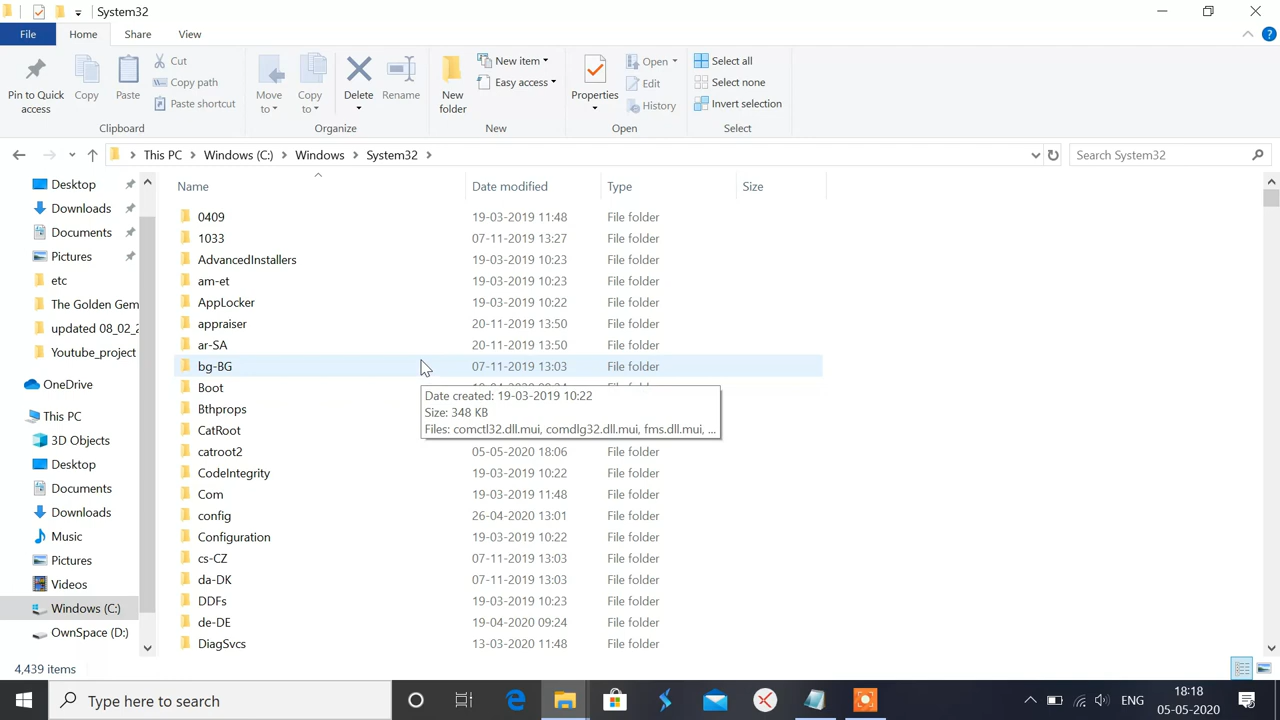 System32
File Home Share View
Pin to Quick access
Copy
Paste
Cut
Copy path
Paste shortcut
Clipboard
Move to
Copy to
Delete
Rename
Organize
New folder
New item
Easy access
New
Properties
Open
Edit
History
Open
Select all
Select none
Invert selection
Select
This PC Windows (C:) Windows System32
Search System32
Desktop
Downloads
Documents
Pictures
etc
The Golden Gem
updated 08_02_2
Youtube_project
OneDrive
This PC
3D Objects
Desktop
Documents
Downloads
Music
Pictures
Videos
Windows (C:)
OwnSpace (D:)
Name Date modified Type Size
0409 19-03-2019 11:48 File folder
1033 07-11-2019 13:27 File folder
AdvancedInstallers 19-03-2019 10:23 File folder
am-et 19-03-2019 10:23 File folder
AppLocker 19-03-2019 10:22 File folder
appraiser 20-11-2019 13:50 File folder
ar-SA 20-11-2019 13:50 File folder
bg-BG 07-11-2019 13:03 File folder
Boot
Date created: 19-03-2019 10:22
Size: 348 KB
Files: comctl32.dll.mui, comdlg32.dll.mui, fms.dll.mui, ...
Bthprops
CatRoot
catroot2 05-05-2020 18:06 File folder
CodeIntegrity 19-03-2019 10:22 File folder
Com 19-03-2019 11:48 File folder
config 26-04-2020 13:01 File folder
Configuration 19-03-2019 10:22 File folder
cs-CZ 07-11-2019 13:03 File folder
da-DK 07-11-2019 13:03 File folder
DDFs 19-03-2019 10:23 File folder
de-DE 19-04-2020 09:24 File folder
DiagSvcs 13-03-2020 11:48 File folder
4,439 items
Type here to search
ENG
18:18
05-05-2020